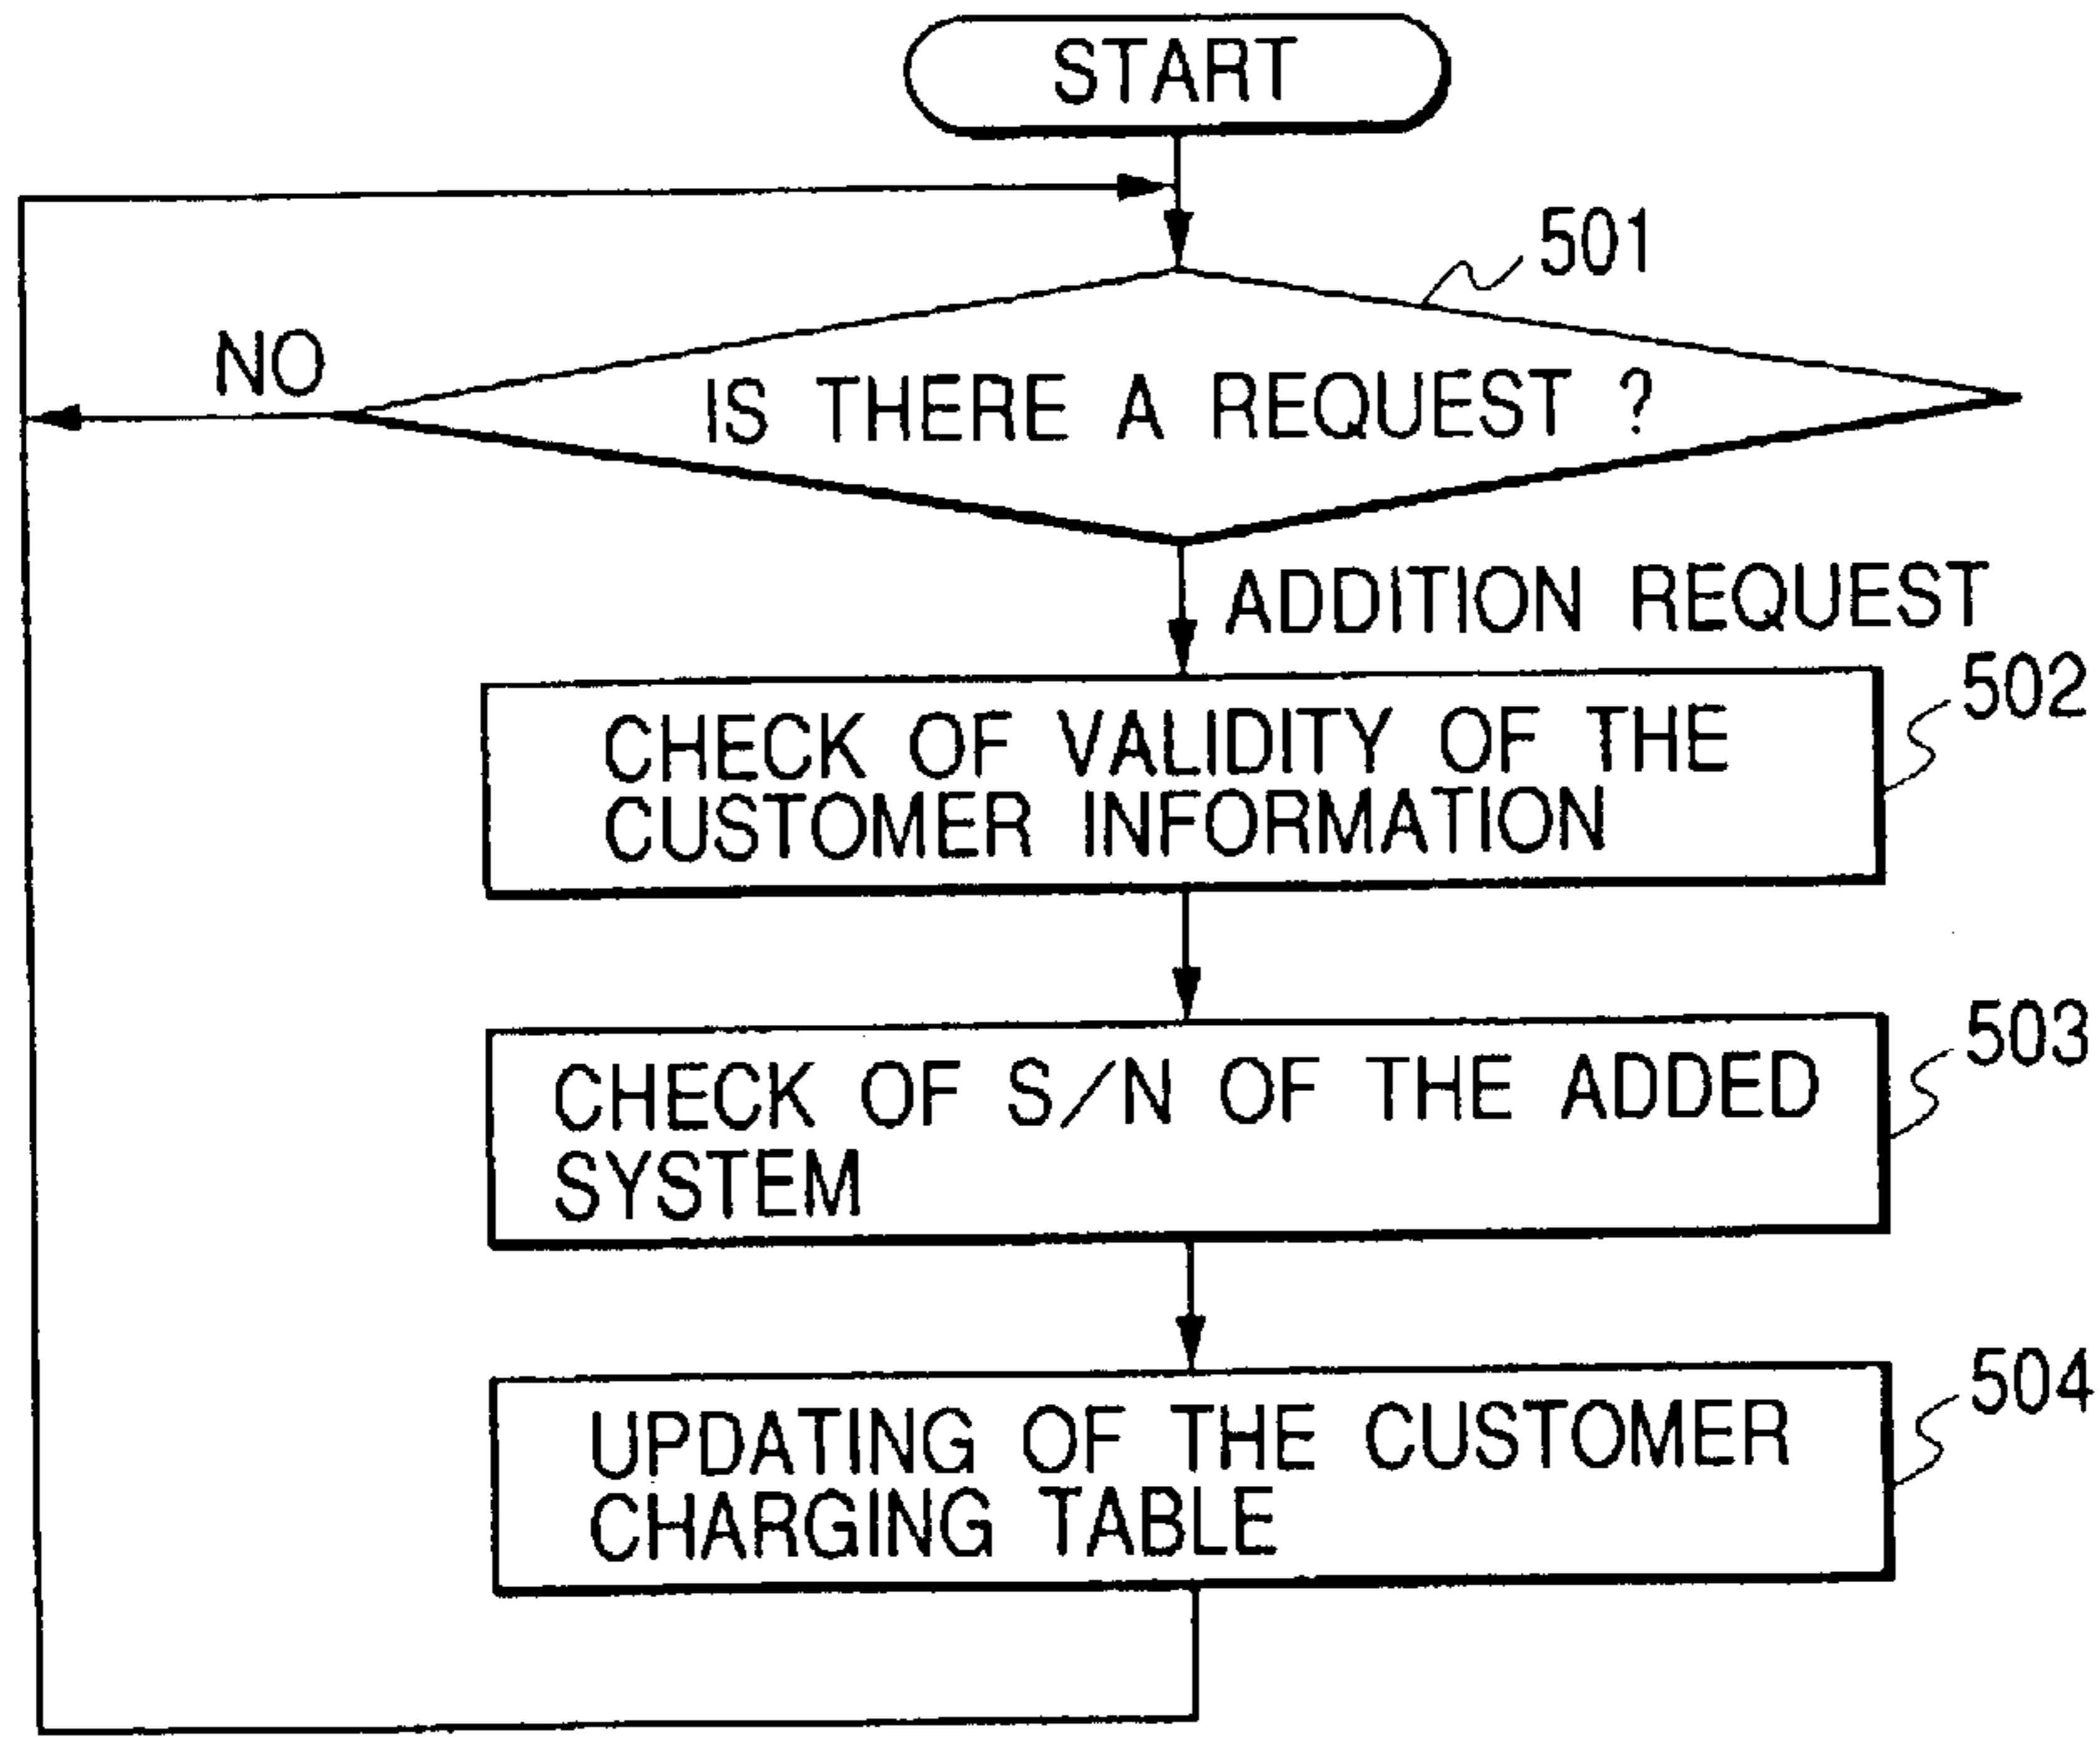 START
501
NO
IS THERE A REQUEST ?
ADDITION REQUEST
502
CHECK OF VALIDITY OF THE
CUSTOMER INFORMATION
503
CHECK OF S/N OF THE ADDED
SYSTEM
504
UPDATING OF THE CUSTOMER
CHARGING TABLE